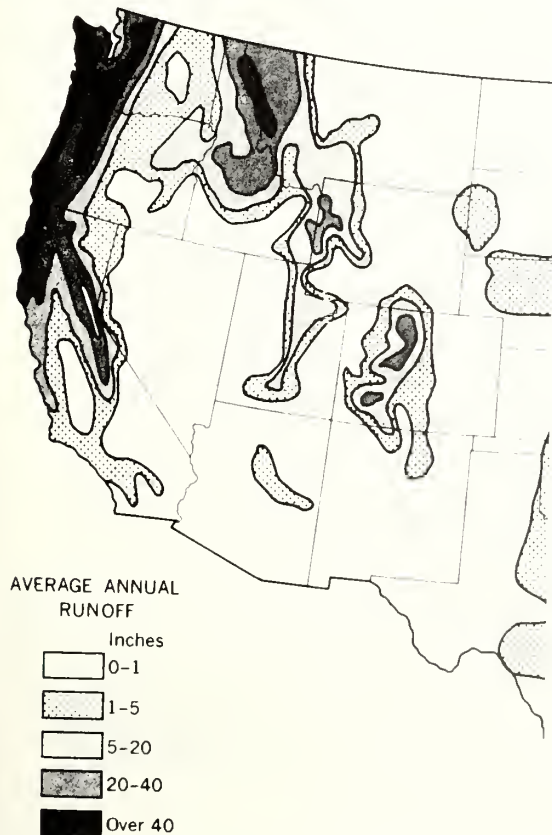 AVERAGE ANNUAL
RUNOFF
Inches
0-1
1-5
5-20
20-40
Over 40